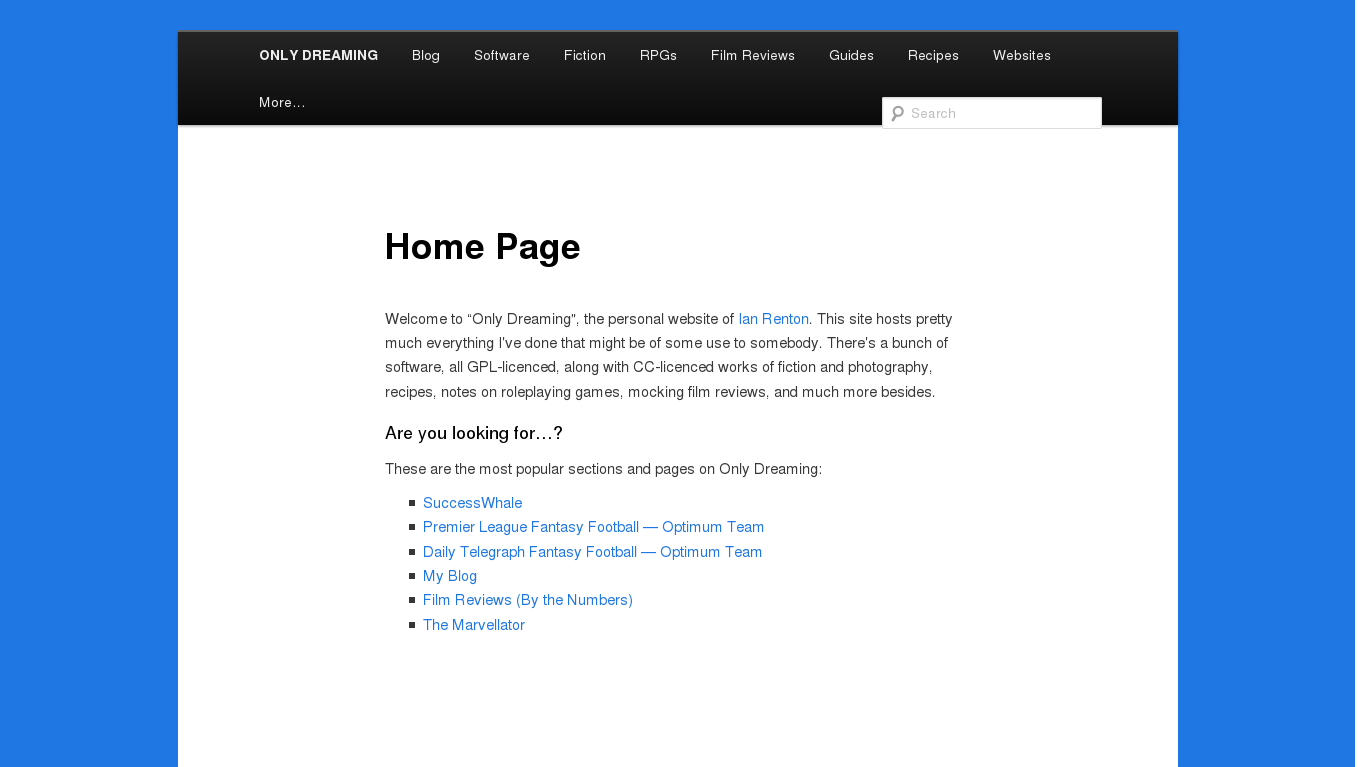 ONLY DREAMING Blog Software Fiction RPGs Film Reviews Guides Recipes Websites
More…
Search
Home Page
Welcome to “Only Dreaming”, the personal website of Ian Renton. This site hosts pretty
much everything I've done that might be of some use to somebody. There's a bunch of
software, all GPL-licenced, along with CC-licenced works of fiction and photography,
recipes, notes on roleplaying games, mocking film reviews, and much more besides.
Are you looking for…?
These are the most popular sections and pages on Only Dreaming:
SuccessWhale
Premier League Fantasy Football — Optimum Team
Daily Telegraph Fantasy Football — Optimum Team
My Blog
Film Reviews (By the Numbers)
The Marvellator